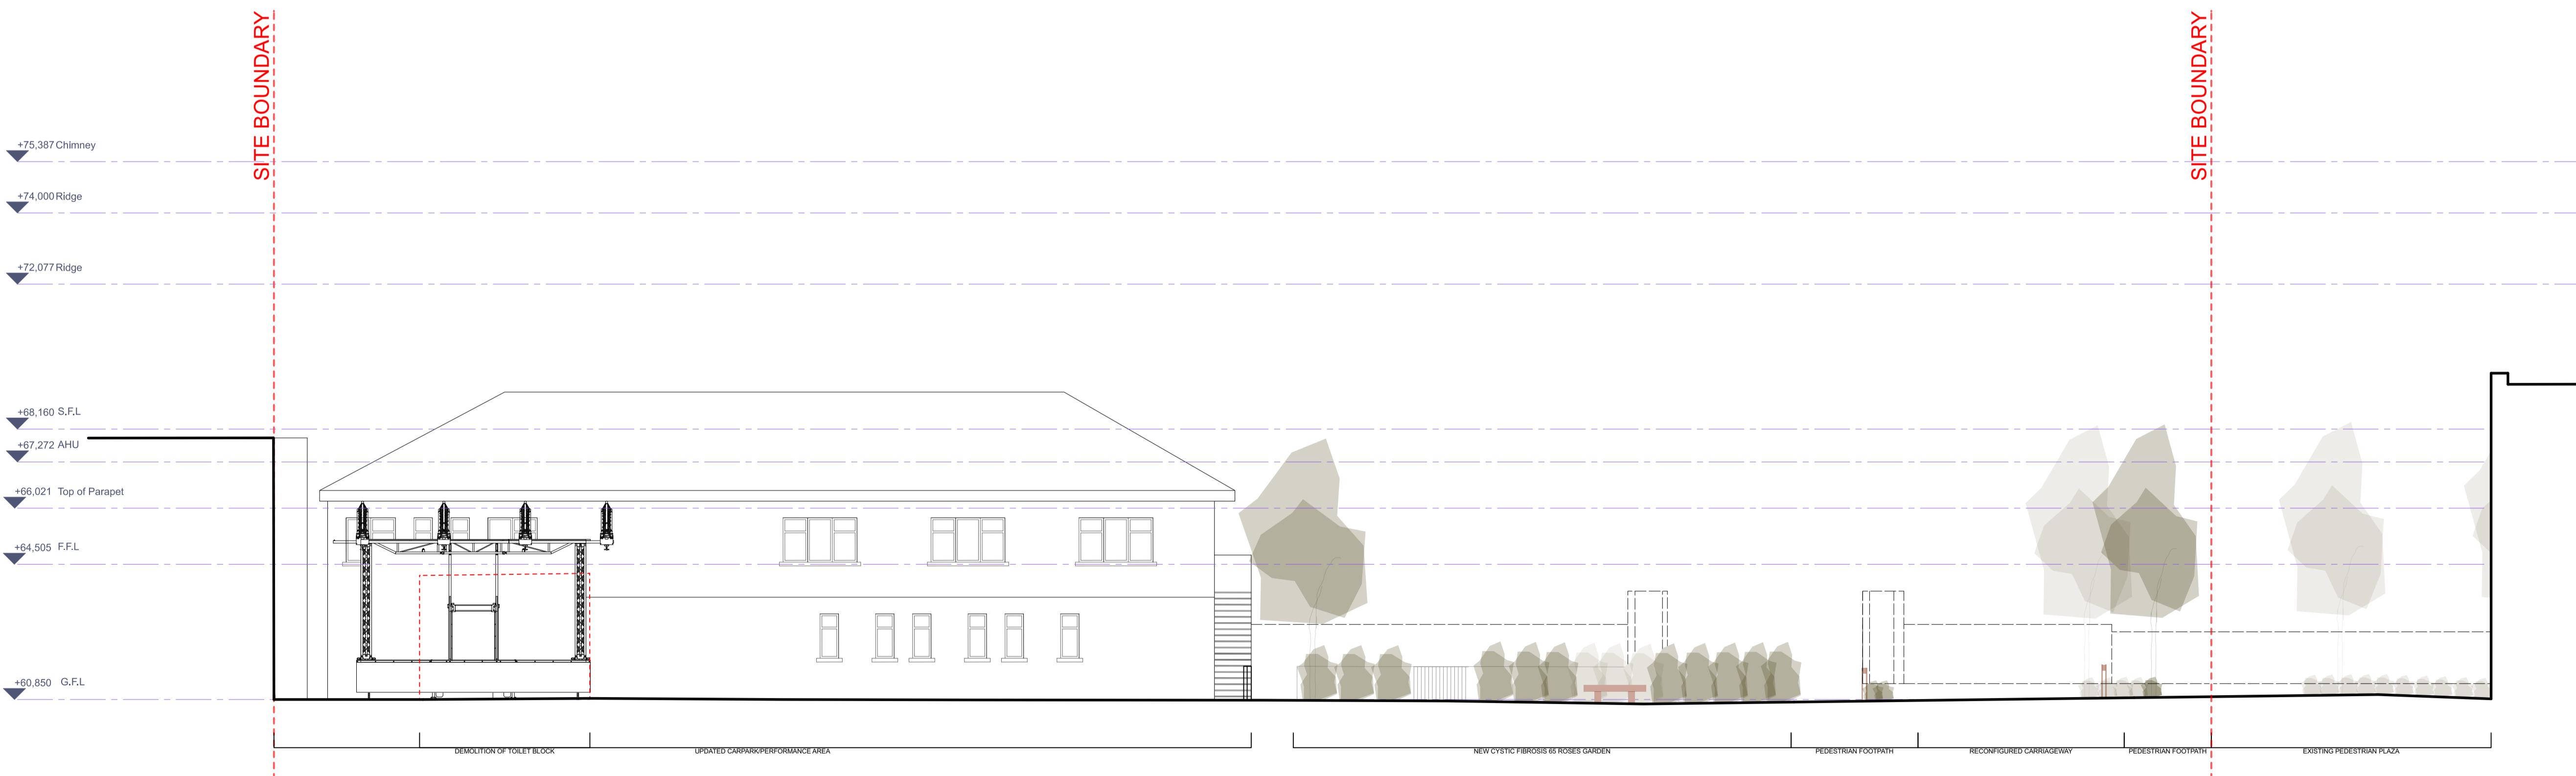 SITE BOUNDARY
SITE BOUNDARY
+75,387 Chimney
+74,000 Ridge
+72,077 Ridge
+68,160 S.F.L
+67,272 AHU
+66,021 Top of Parapet
+64,505 F.F.L
+60,850 G.F.L
DEMOLITION OF TOILET BLOCK
UPDATED CARPARK/PERFORMANCE AREA
NEW CYSTIC FIBROSIS 65 ROSES GARDEN
PEDESTRIAN FOOTPATH
RECONFIGURED CARRIAGEWAY
PEDESTRIAN FOOTPATH
EXISTING PEDESTRIAN PLAZA